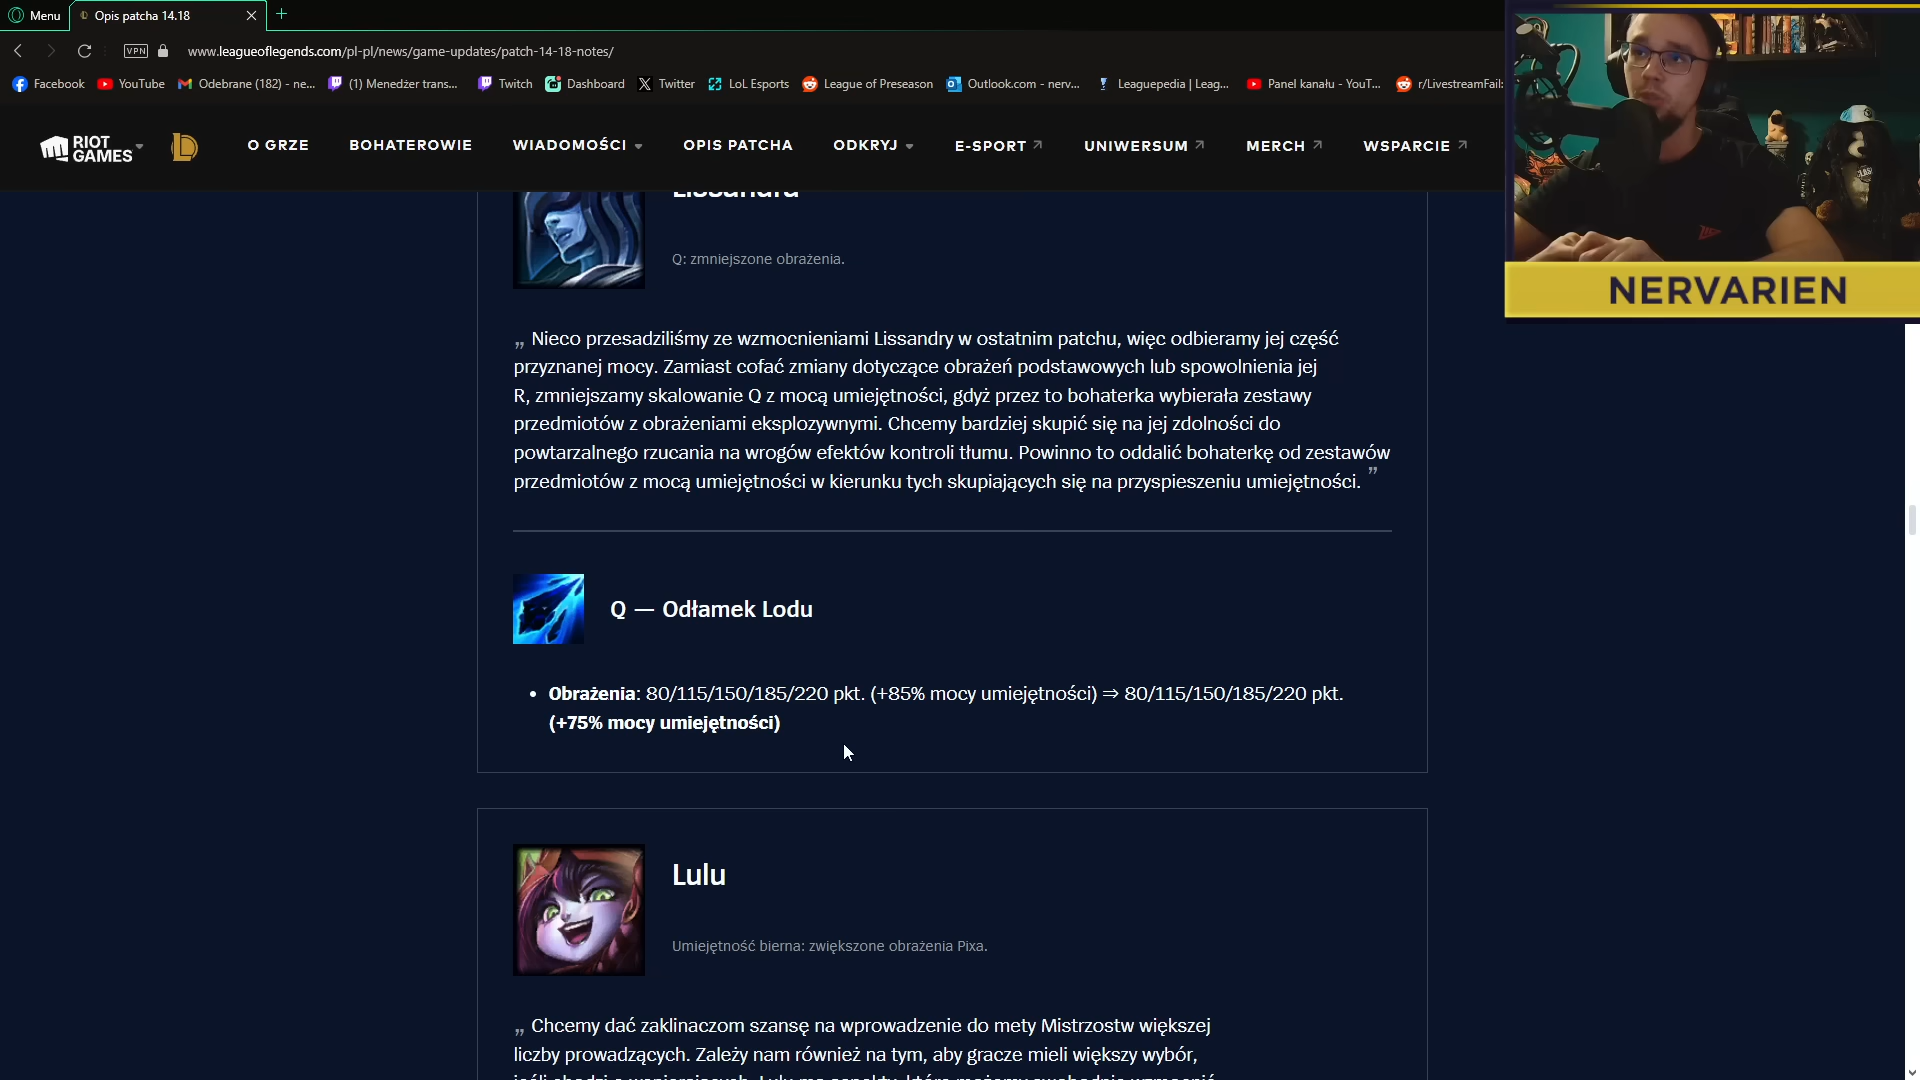 Menu
Opis patcha 14.18
VPN
www.leagueoflegends.com/pl-pl/news/game-updates/patch-14-18-notes/
Facebook
YouTube
Odebrane (182) - ne...
(1) Menedżer trans...
Twitch
Dashboard
Twitter
LoL Esports
League of Preseason
Outlook.com - nerv...
Leaguepedia | Leag...
Panel kanału - YouT...
r/LivestreamFail:
RIOT GAMES
O GRZE
BOHATEROWIE
WIADOMOŚCI
OPIS PATCHA
ODKRYJ
E-SPORT
UNIWERSUM
MERCH
WSPARCIE
NERVARIEN
Lissandra
Q: zmniejszone obrażenia.
„ Nieco przesadziliśmy ze wzmocnieniami Lissandry w ostatnim patchu, więc odbieramy jej część
przyznanej mocy. Zamiast cofać zmiany dotyczące obrażeń podstawowych lub spowolnienia jej
R, zmniejszamy skalowanie Q z mocą umiejętności, gdyż przez to bohaterka wybierała zestawy
przedmiotów z obrażeniami eksplozywnymi. Chcemy bardziej skupić się na jej zdolności do
powtarzalnego rzucania na wrogów efektów kontroli tłumu. Powinno to oddalić bohaterkę od zestawów
przedmiotów z mocą umiejętności w kierunku tych skupiających się na przyspieszeniu umiejętności. ”
Q — Odłamek Lodu
• Obrażenia: 80/115/150/185/220 pkt. (+85% mocy umiejętności) ⇒ 80/115/150/185/220 pkt.
(+75% mocy umiejętności)
Lulu
Umiejętność bierna: zwiększone obrażenia Pixa.
„ Chcemy dać zaklinaczom szansę na wprowadzenie do mety Mistrzostw większej
liczby prowadzących. Zależy nam również na tym, aby gracze mieli większy wybór,